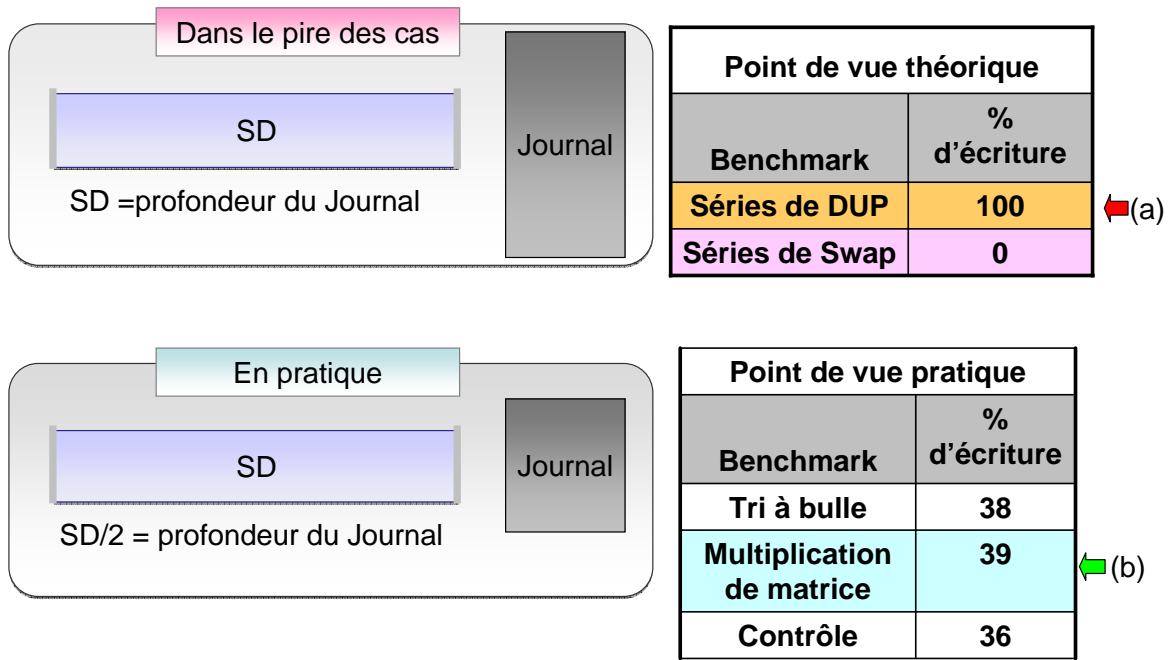 Dans le pire des cas
SD
Journal
SD =profondeur du Journal
Point de vue théorique
Benchmark
%
d’écriture
Séries de DUP 100
(a)
Séries de Swap 0
En pratique
SD
Journal
SD/2 = profondeur du Journal
Point de vue pratique
Benchmark
%
d’écriture
Tri à bulle 38
Multiplication 39
de matrice
(b)
Contrôle 36